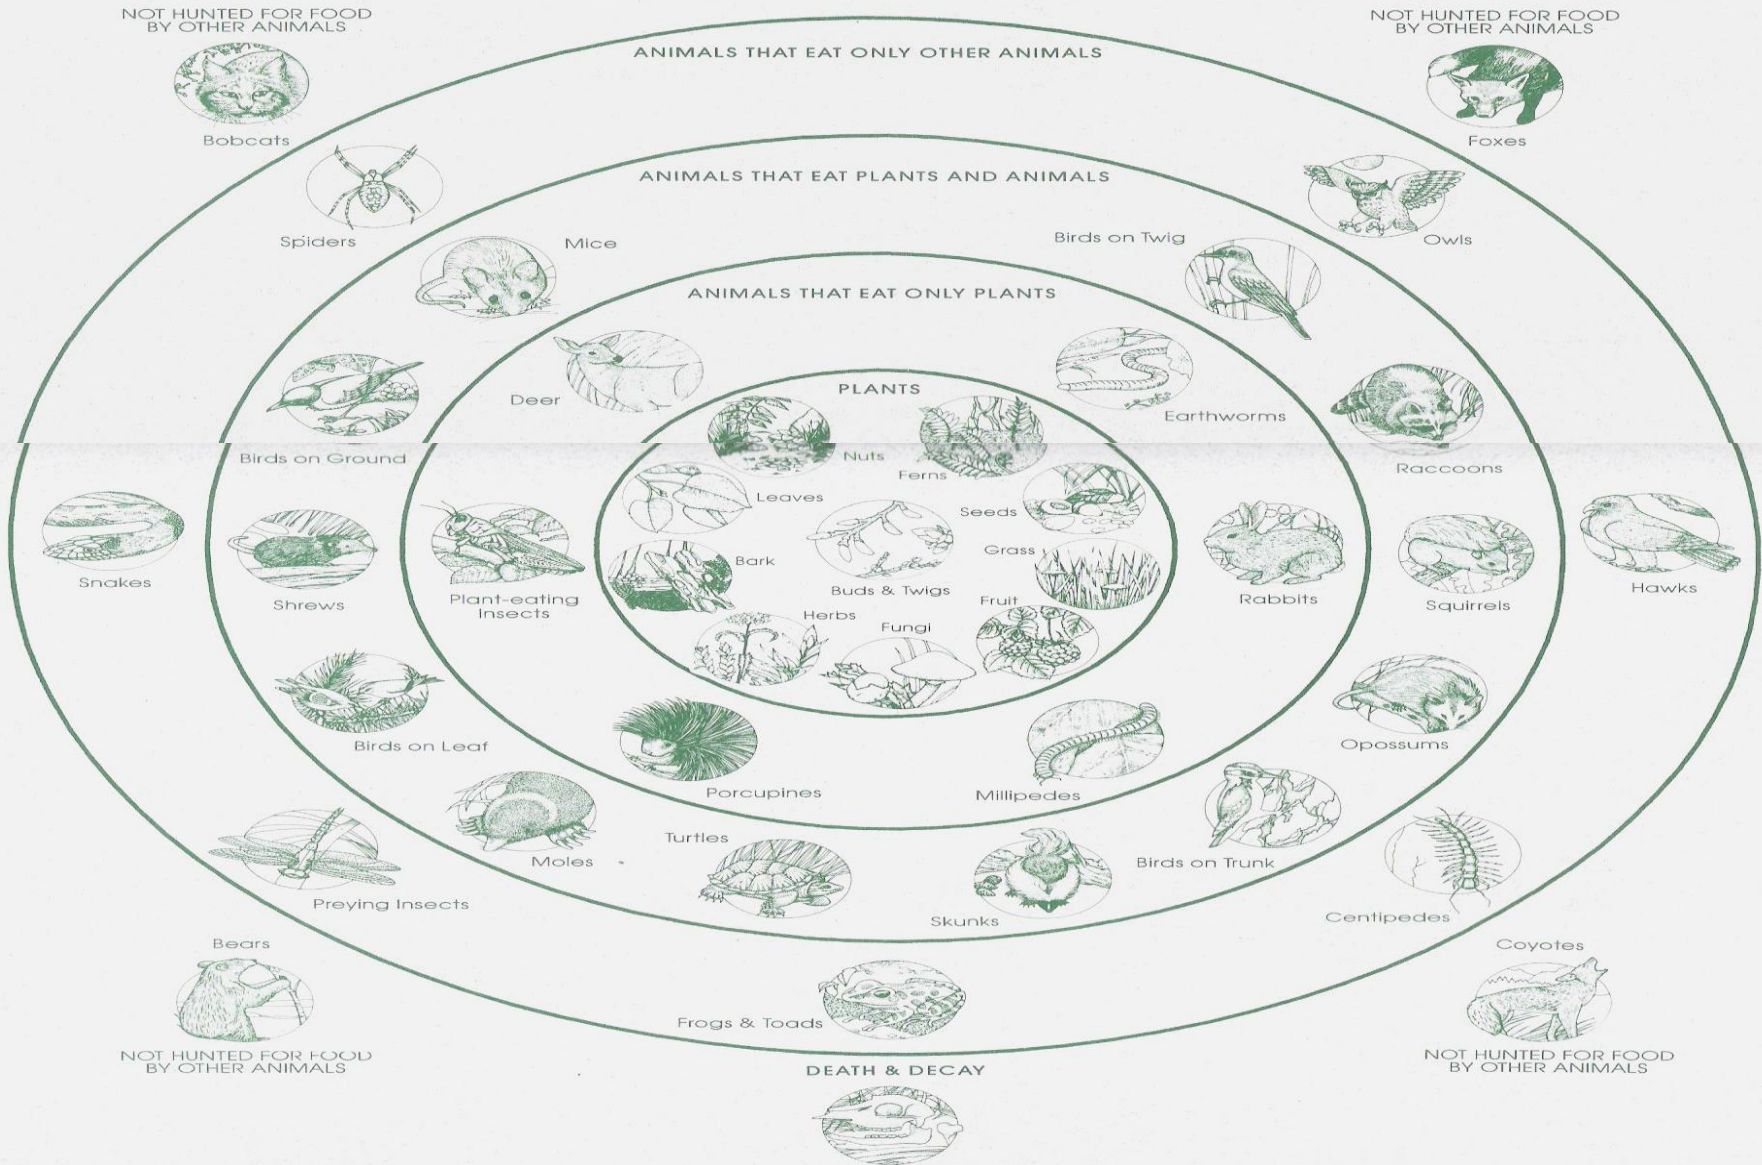 NOT HUNTED FOR FOOD
BY OTHER ANIMALS
NOT HUNTED FOR FOOD
BY OTHER ANIMALS
ANIMALS THAT EAT ONLY OTHER ANIMALS
Bobcats
Foxes
ANIMALS THAT EAT PLANTS AND ANIMALS
Spiders
Mice
Birds on Twig
Owls
ANIMALS THAT EAT ONLY PLANTS
PLANTS
Deer
Earthworms
Birds on Ground
Nuts
Ferns
Raccoons
Leaves
Seeds
Grass
Bark
Snakes
Shrews
Plant-eating
Insects
Buds & Twigs
Fruit
Rabbits
Squirrels
Hawks
Herbs
Fungi
Birds on Leaf
Opossums
Porcupines
Millipedes
Turtles
Moles
Birds on Trunk
Preying Insects
Skunks
Centipedes
Bears
Coyotes
Frogs & Toads
NOT HUNTED FOR FOOD
BY OTHER ANIMALS
NOT HUNTED FOR FOOD
BY OTHER ANIMALS
DEATH & DECAY